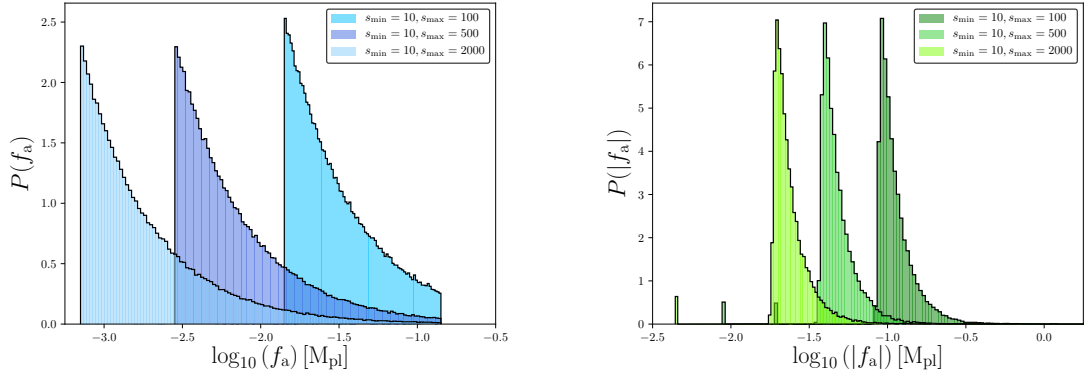 P(f_a)
2.5
2.0
1.5
1.0
0.5
0.0
-3.0 -2.5 -2.0 -1.5 -1.0 -0.5
log₁₀ (f_a) [M_pl]
s_min = 10, s_max = 100
s_min = 10, s_max = 500
s_min = 10, s_max = 2000
P(|f_a|)
7
6
5
4
3
2
1
0
-2.5 -2.0 -1.5 -1.0 -0.5 0.0
log₁₀ (|f_a|) [M_pl]
s_min = 10, s_max = 100
s_min = 10, s_max = 500
s_min = 10, s_max = 2000